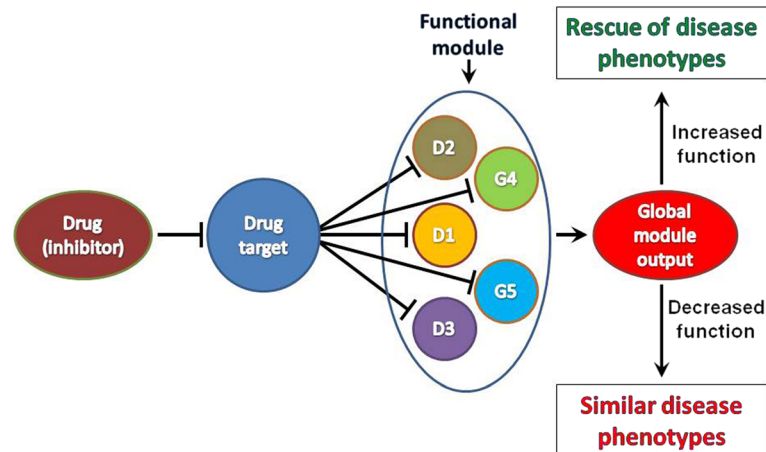 Functional
module
Rescue of disease
phenotypes
D2
G4
Increased
function
Drug
(inhibitor)
Drug
target
D1
Global
module
output
G5
D3
Decreased
function
Similar disease
phenotypes